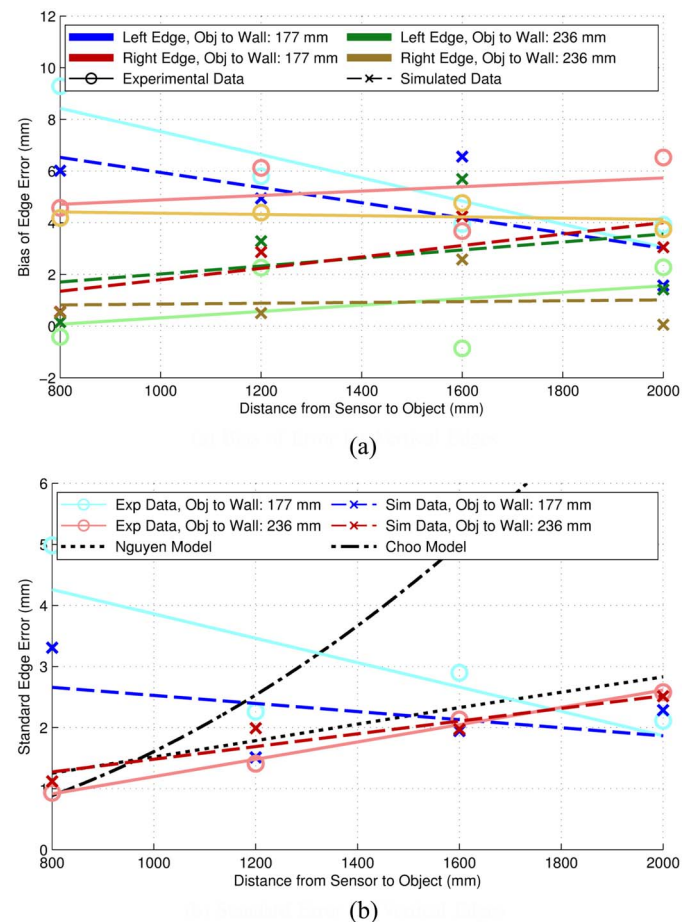 12
10
8
6
4
2
0
−2
Bias of Edge Error (mm)
Left Edge, Obj to Wall: 177 mm
Left Edge, Obj to Wall: 236 mm
Right Edge, Obj to Wall: 177 mm
Right Edge, Obj to Wall: 236 mm
Experimental Data
Simulated Data
800 1000 1200 1400 1600 1800 2000
Distance from Sensor to Object (mm)
(a)
6
5
4
3
2
1
0
Standard Edge Error (mm)
Exp Data, Obj to Wall: 177 mm
Sim Data, Obj to Wall: 177 mm
Exp Data, Obj to Wall: 236 mm
Sim Data, Obj to Wall: 236 mm
Nguyen Model
Choo Model
800 1000 1200 1400 1600 1800 2000
Distance from Sensor to Object (mm)
(b)